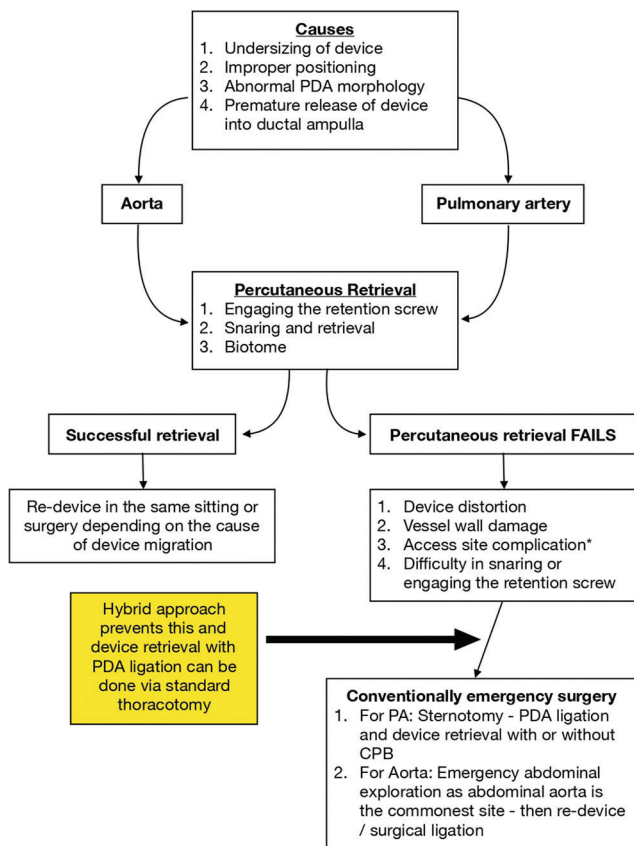 Causes
1. Undersizing of device
2. Improper positioning
3. Abnormal PDA morphology
4. Premature release of device
into ductal ampulla
Aorta
Pulmonary artery
Percutaneous Retrieval
1. Engaging the retention screw
2. Snaring and retrieval
3. Biotome
Successful retrieval
Percutaneous retrieval FAILS
Re-device in the same sitting or
surgery depending on the cause
of device migration
1. Device distortion
2. Vessel wall damage
3. Access site complication*
4. Difficulty in snaring or
engaging the retention screw
Hybrid approach
prevents this and
device retrieval with
PDA ligation can be
done via standard
thoracotomy
Conventionally emergency surgery
1. For PA: Sternotomy - PDA ligation
and device retrieval with or without
CPB
2. For Aorta: Emergency abdominal
exploration as abdominal aorta is
the commonest site - then re-device
/ surgical ligation